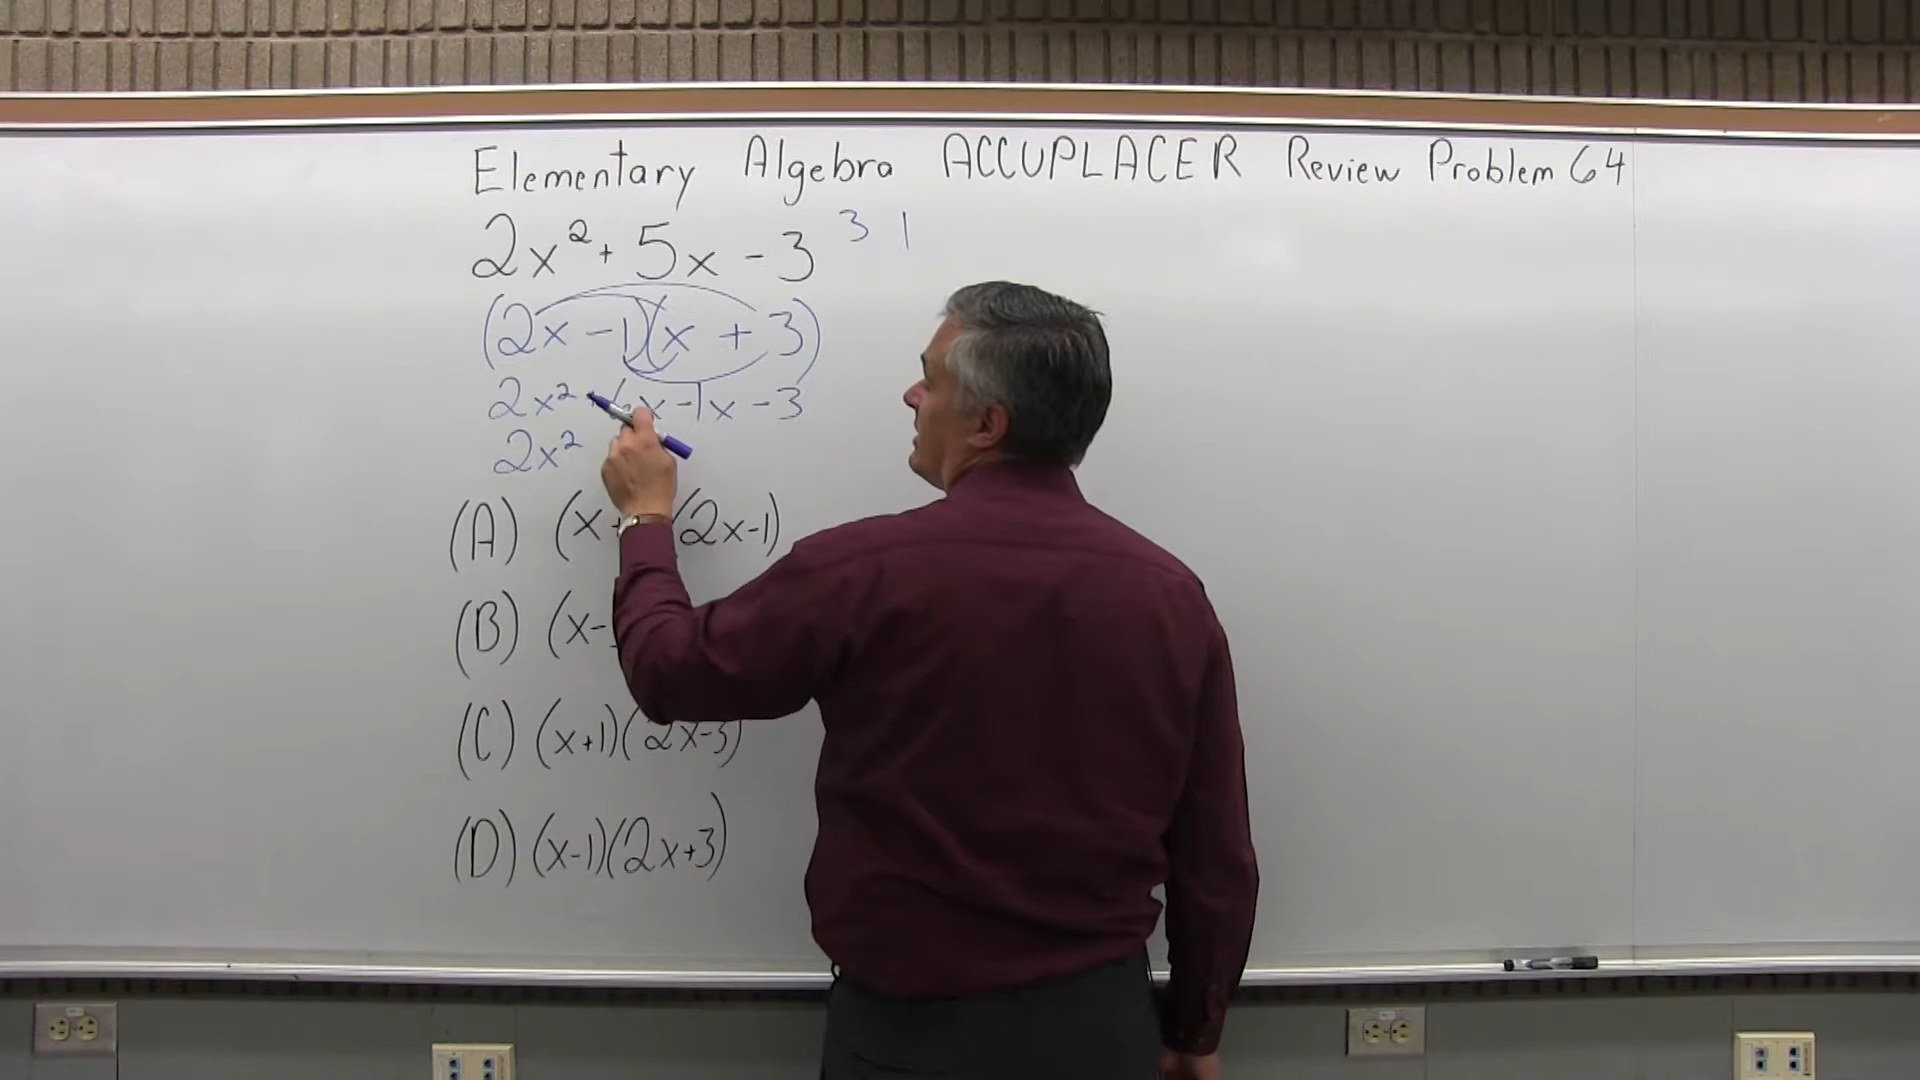 Elementary Algebra ACCUPLACER Review Problem 64
2x² + 5x - 3 3 1
(2x - 1)(x + 3)
2x² 6x - 1x - 3
2x²
(A) (x+ (2x-1)
(B) (x-
(C) (x+1)(2x-3)
(D) (x-1)(2x+3)